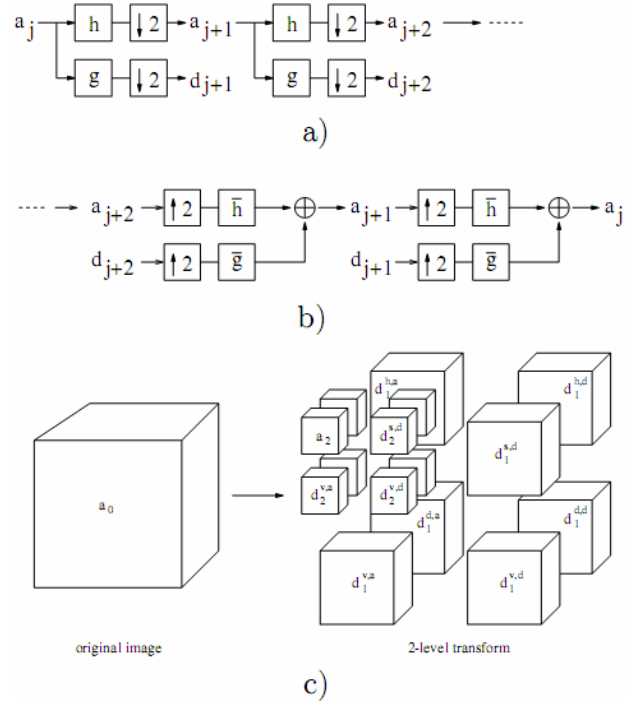 a_j h ↓2 a_{j+1} h ↓2 a_{j+2} ·····
g ↓2 d_{j+1} g ↓2 d_{j+2}
a)
···· a_{j+2} ↑2 h̄ ⊕ a_{j+1} ↑2 h̄ ⊕ a_j
d_{j+2} ↑2 ḡ d_{j+1} ↑2 ḡ
b)
d_1^{h,a} d_1^{h,d}
a_2 d_2^{s,d} d_1^{s,d}
d_2^{v,a} d_2^{v,d}
a_0 d_1^{d,a} d_1^{d,d}
d_1^{v,a} d_1^{v,d}
original image 2-level transform
c)